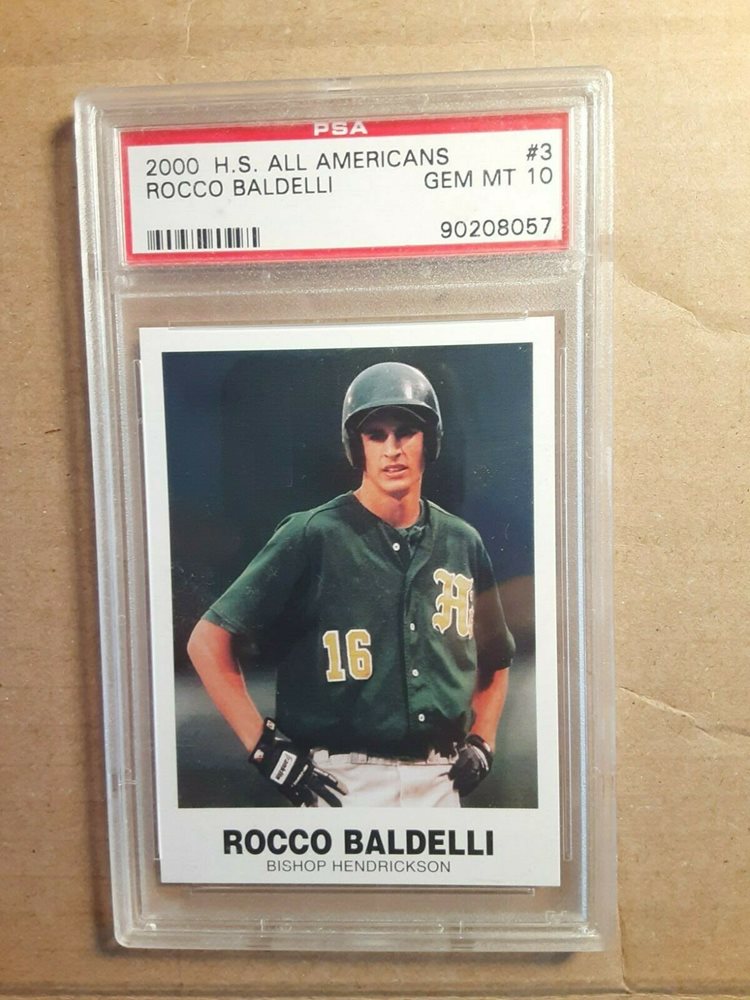 PSA
2000 H.S. ALL AMERICANS #3
ROCCO BALDELLI GEM MT 10
90208057
H
16
ROCCO BALDELLI
BISHOP HENDRICKSON